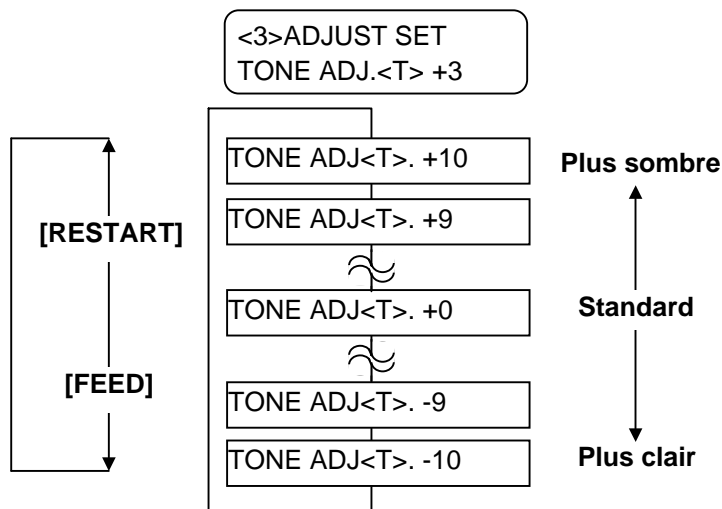 <3>ADJUST SET
TONE ADJ.<T> +3
TONE ADJ<T>. +10
Plus sombre
TONE ADJ<T>. +9
[RESTART]
TONE ADJ<T>. +0
Standard
[FEED]
TONE ADJ<T>. -9
TONE ADJ<T>. -10
Plus clair